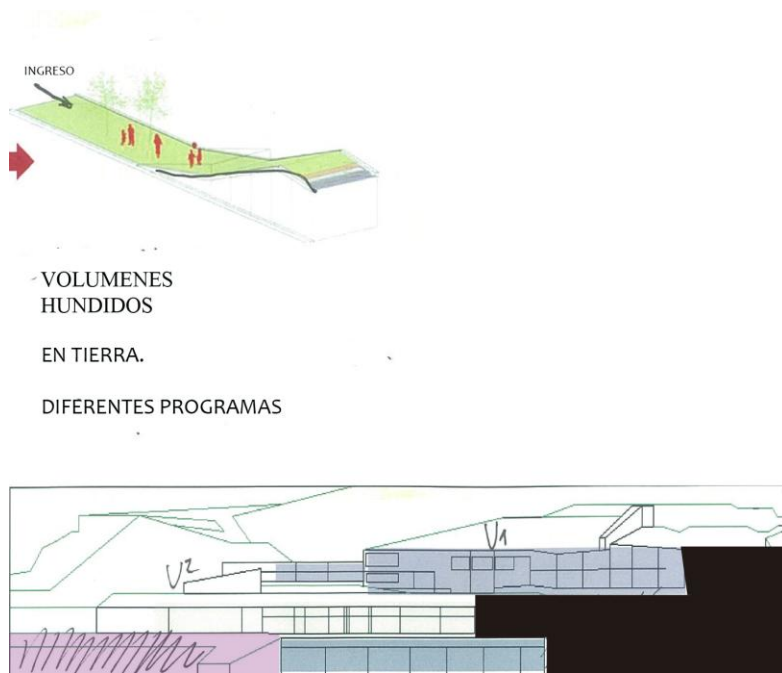 INGRESO
VOLUMENES
HUNDIDOS
EN TIERRA.
DIFERENTES PROGRAMAS
V1
V2